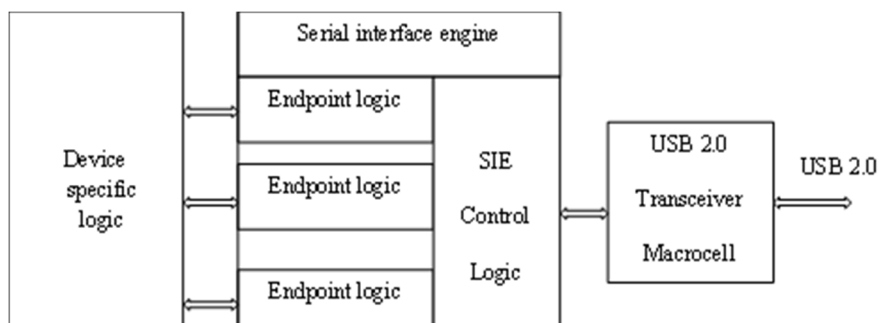 Serial interface engine
Endpoint logic
Endpoint logic
Endpoint logic
Device
specific
logic
SIE
Control
Logic
USB 2.0
Transceiver
Macrocell
USB 2.0